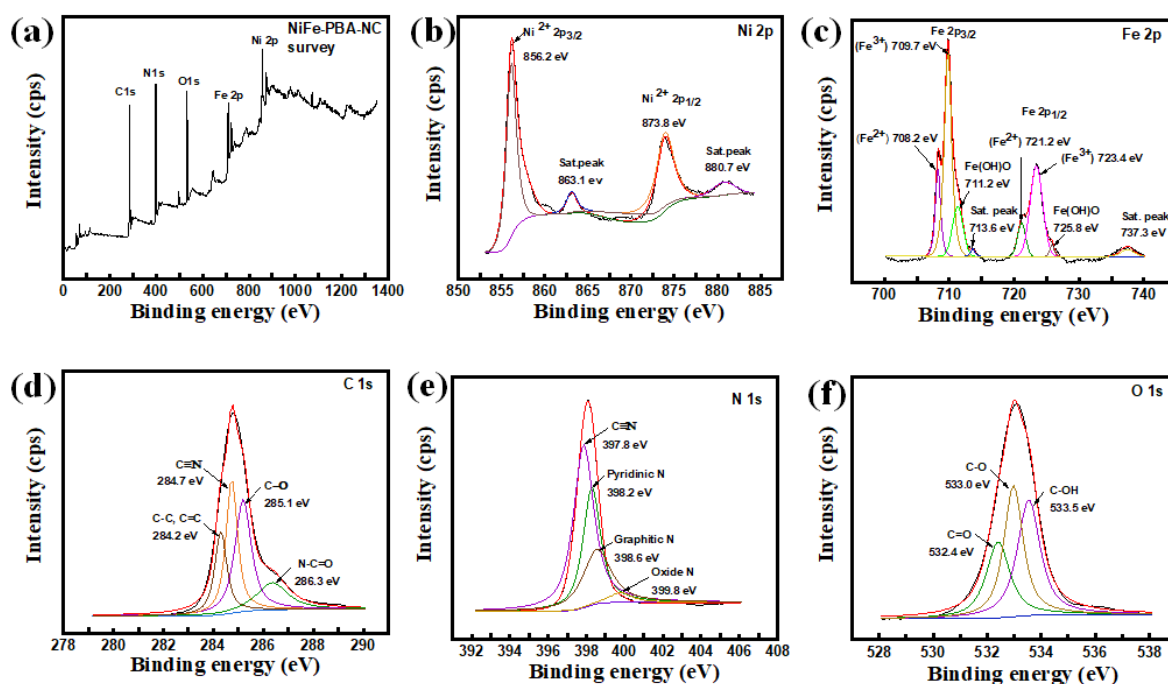 (a)
NiFe-PBA-NC
survey
Ni 2p
C1s
N1s
O1s
Fe 2p
Intensity (cps)
0 200 400 600 800 1000 1200 1400
Binding energy (eV)
(b)
Ni 2p
Ni 2+ 2p3/2
856.2 eV
Ni 2+ 2p1/2
873.8 eV
Sat.peak
863.1 eV
Sat.peak
880.7 eV
Intensity (cps)
850 855 860 865 870 875 880 885
Binding energy (eV)
(c)
Fe 2p
Fe 2p3/2
(Fe3+) 709.7 eV
(Fe2+) 708.2 eV
Fe(OH)O
711.2 eV
Sat. peak
713.6 eV
Fe 2p1/2
(Fe2+) 721.2 eV
(Fe3+) 723.4 eV
Fe(OH)O
725.8 eV
Sat. peak
737.3 eV
Intensity (cps)
700 710 720 730 740
Binding energy (eV)
(d)
C 1s
C≡N
284.7 eV
C–O
285.1 eV
C-C, C=C
284.2 eV
N-C=O
286.3 eV
Intensity (cps)
278 280 282 284 286 288 290
Binding energy (eV)
(e)
N 1s
C≡N
397.8 eV
Pyridinic N
398.2 eV
Graphitic N
398.6 eV
Oxide N
399.8 eV
Intensity (cps)
392 394 396 398 400 402 404 406 408
Binding energy (eV)
(f)
O 1s
C-O
533.0 eV
C-OH
533.5 eV
C=O
532.4 eV
Intensity (cps)
528 530 532 534 536 538
Binding energy (eV)